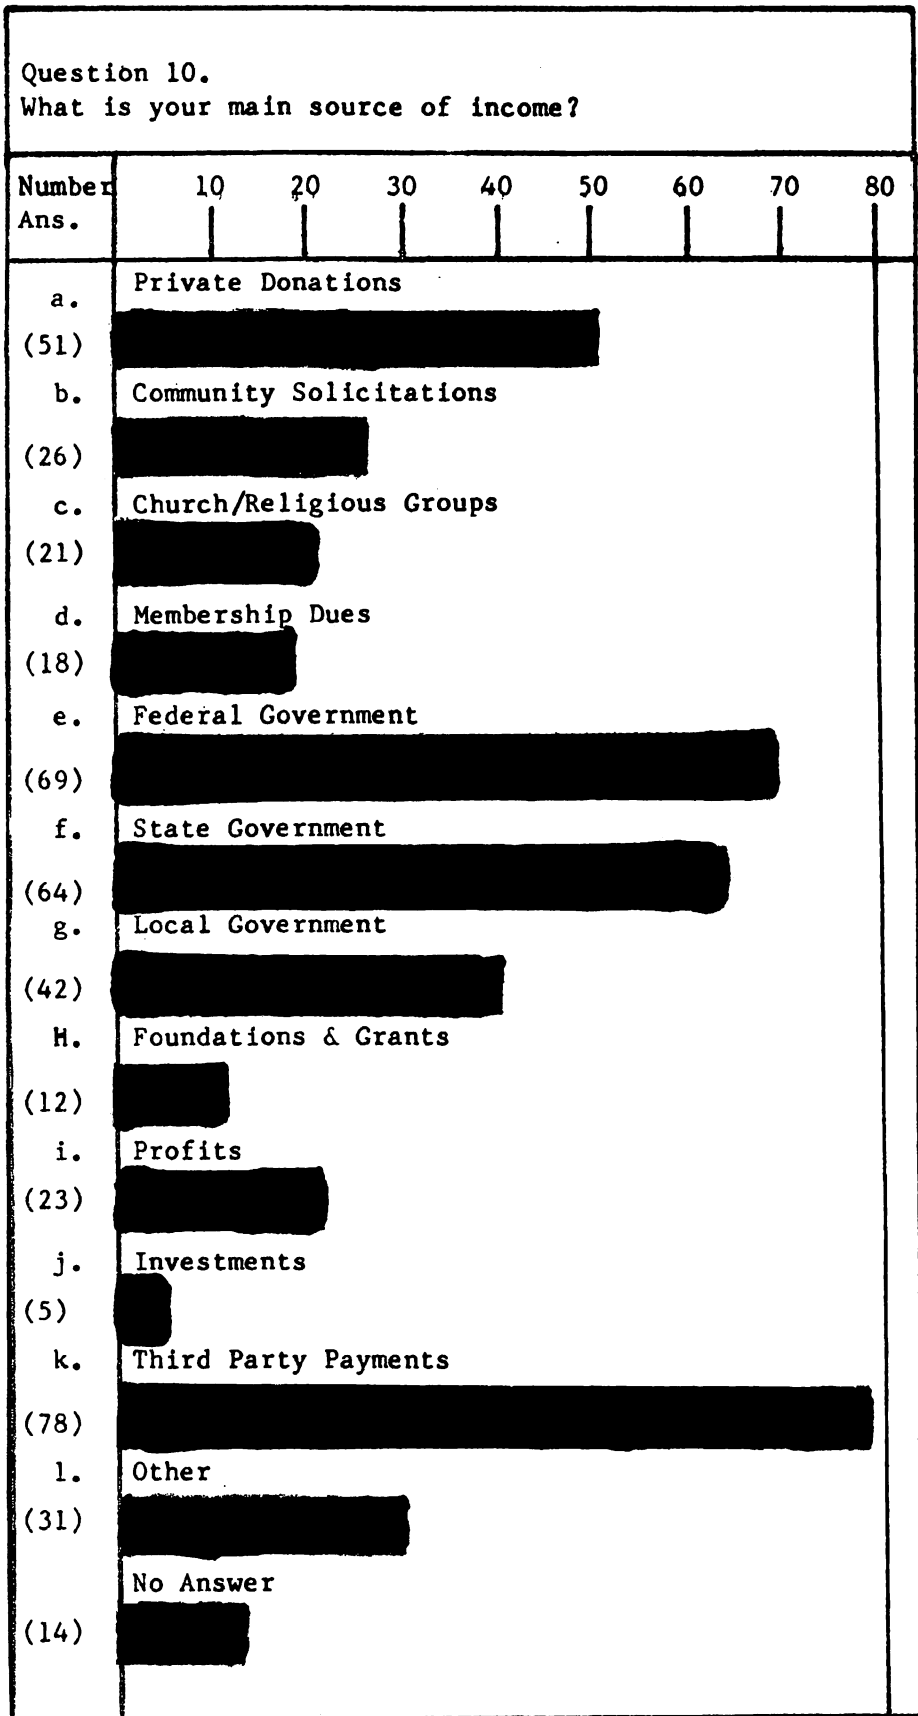 Question 10.
What is your main source of income?
Number 10 20 30 40 50 60 70 80
Ans.
a. Private Donations
(51)
b. Community Solicitations
(26)
c. Church/Religious Groups
(21)
d. Membership Dues
(18)
e. Federal Government
(69)
f. State Government
(64)
g. Local Government
(42)
H. Foundations & Grants
(12)
i. Profits
(23)
j. Investments
(5)
k. Third Party Payments
(78)
l. Other
(31)
No Answer
(14)